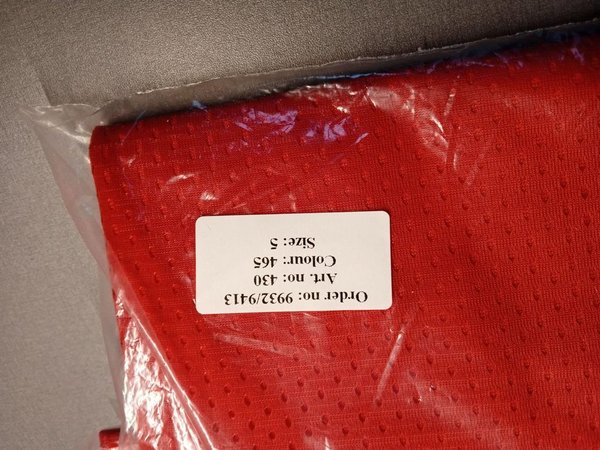 Order no: 9932/9413
Art. no: 430
Colour: 465
Size: 5